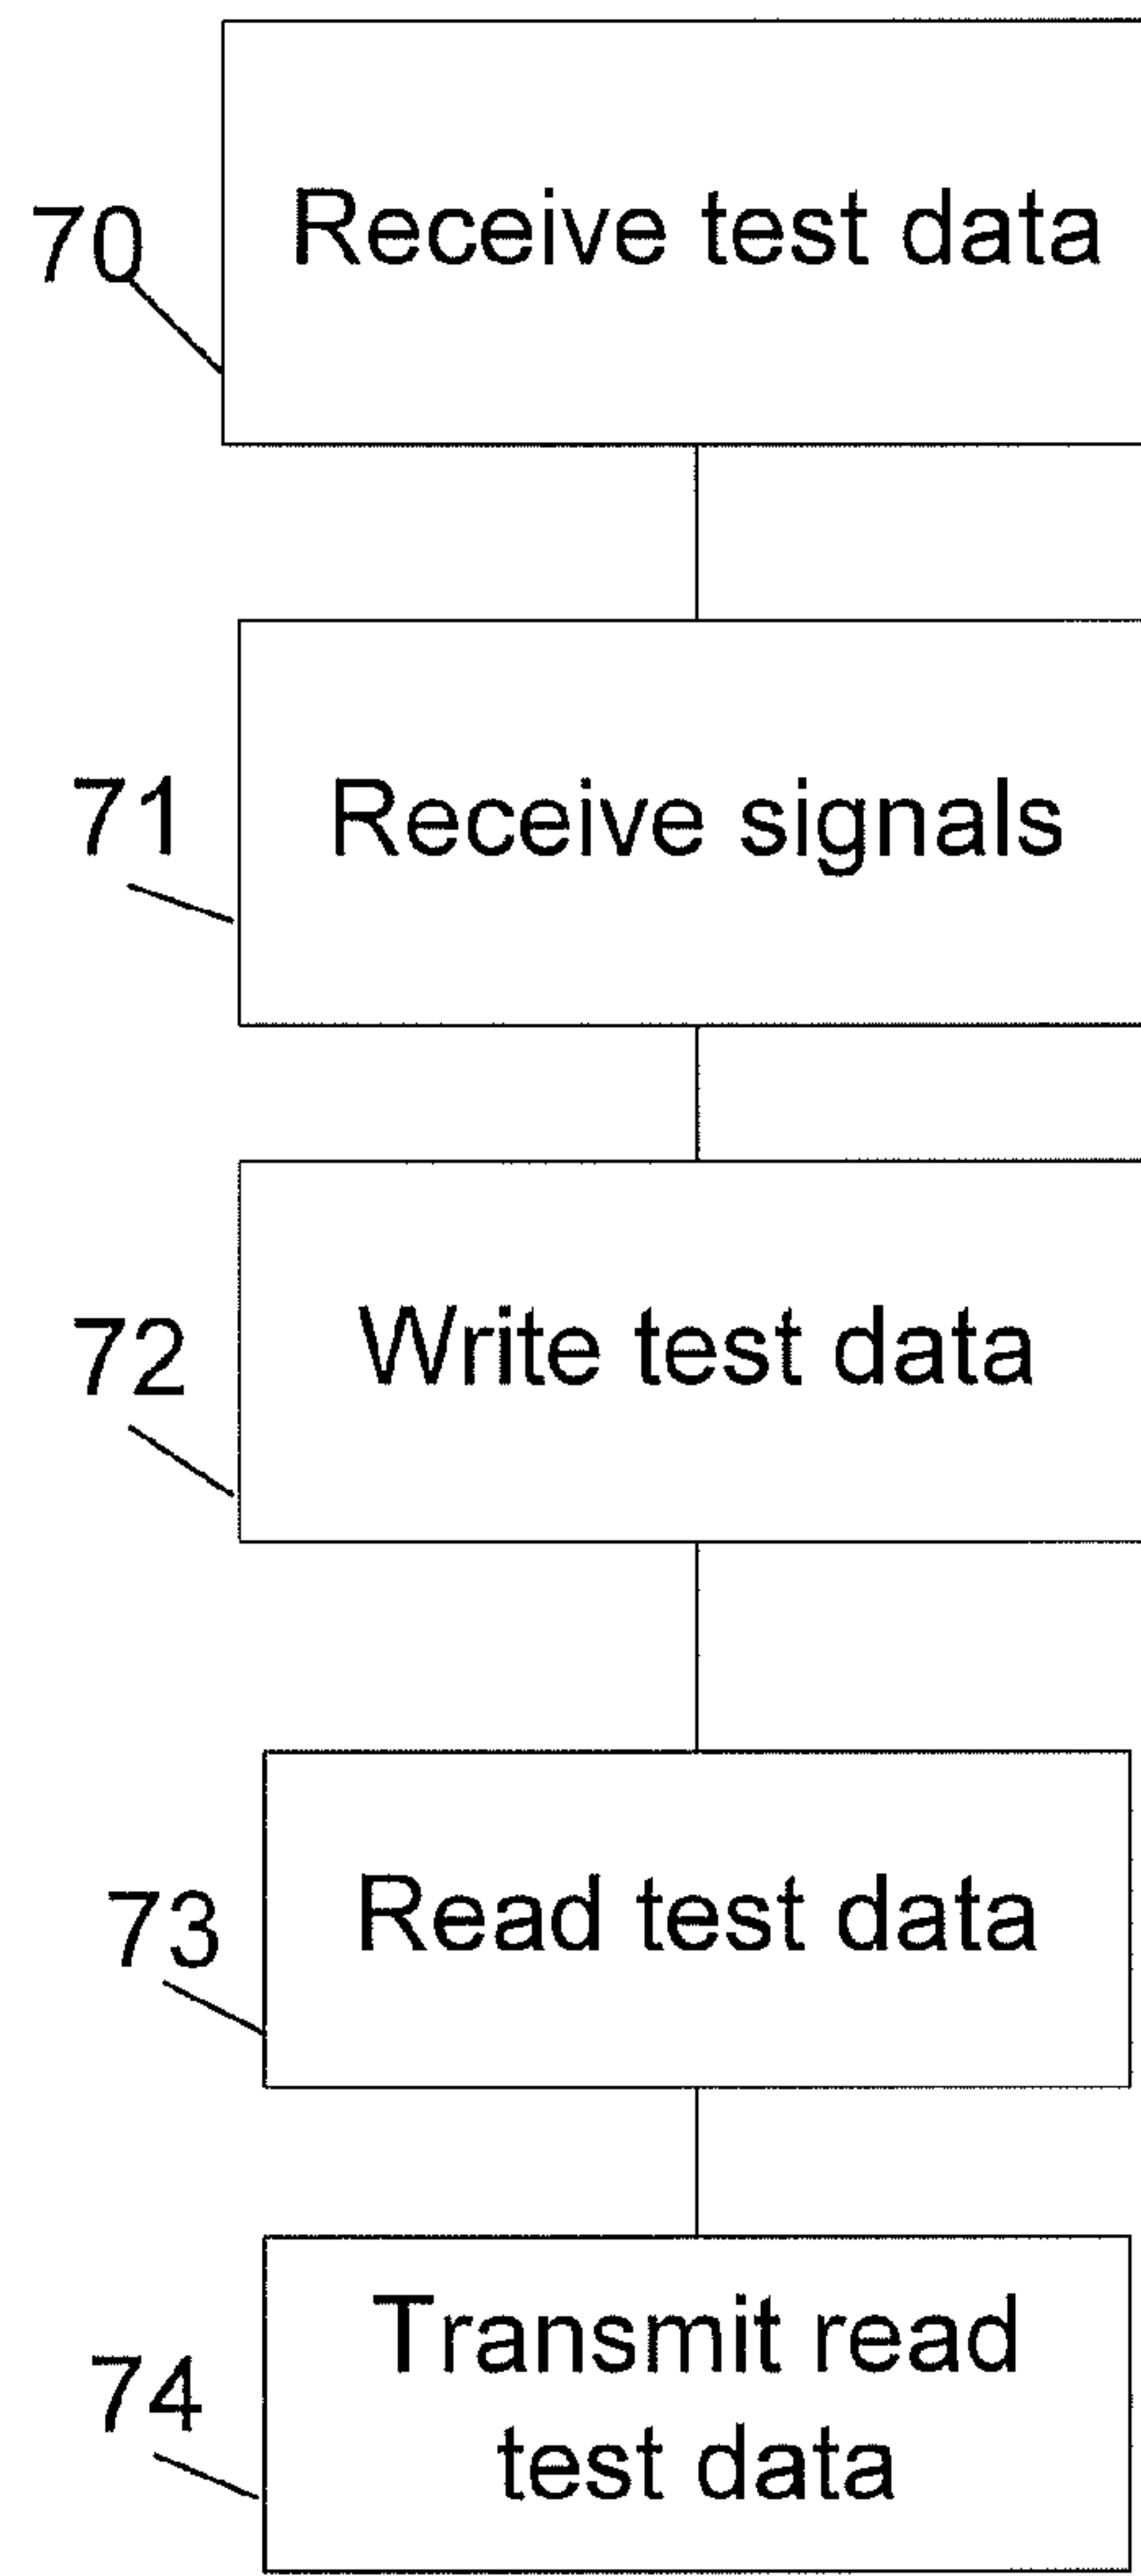 70
Receive test data
71
Receive signals
72
Write test data
73
Read test data
74
Transmit read
test data